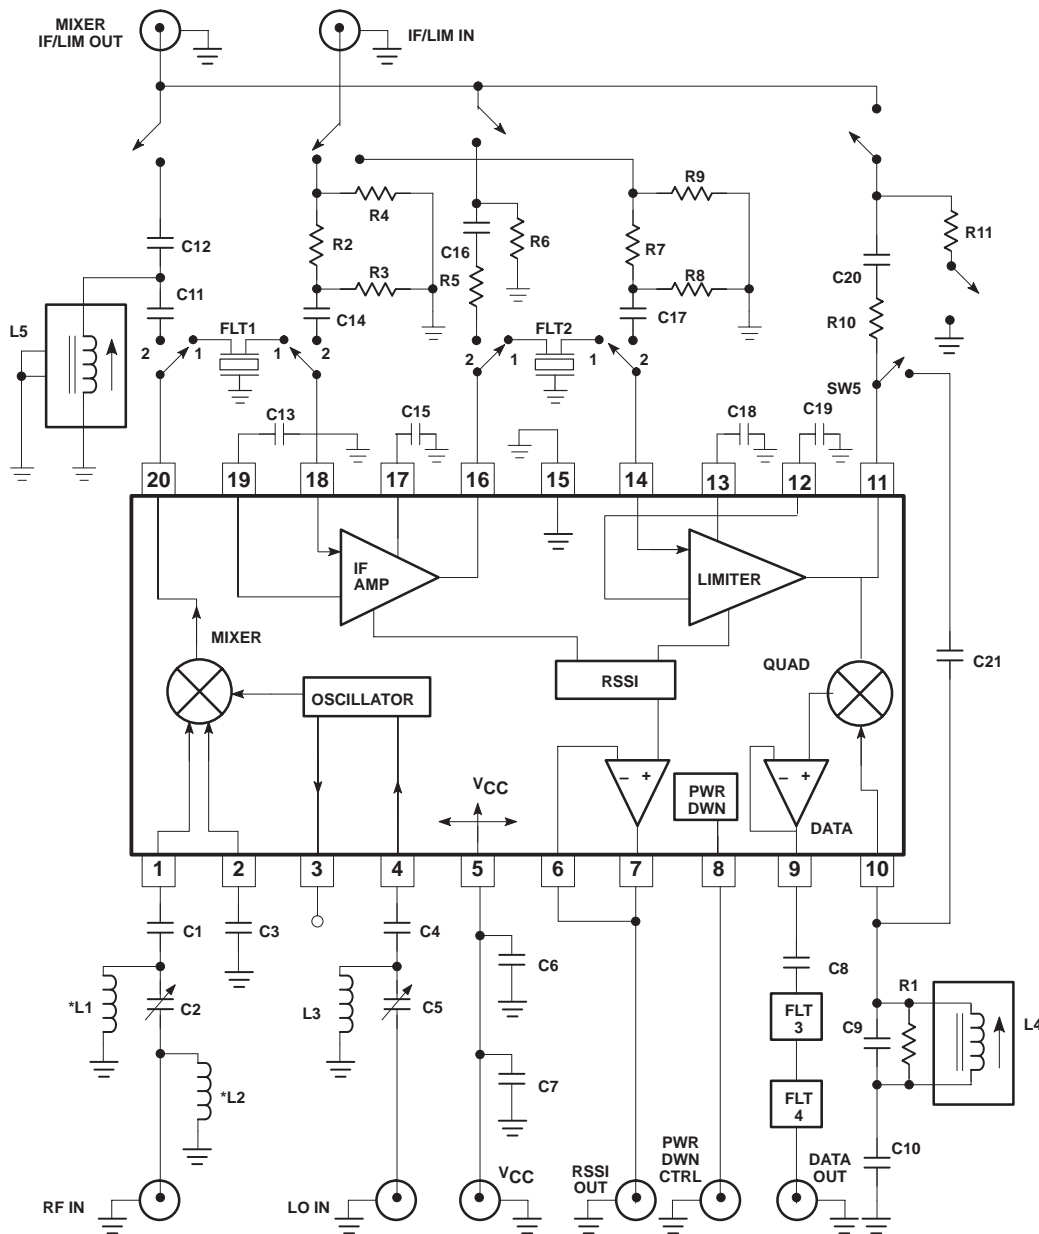 MIXER
IF/LIM OUT
IF/LIM IN
R9
R4
R11
C12
R2
C16
R6
R7
C20
R3
R5
R8
C11
C14
C17
R10
L5
FLT1
FLT2
2
1
1
2
2
1
1
2
SW5
C13
C15
C18
C19
20
19
18
17
16
15
14
13
12
11
IF
AMP
LIMITER
MIXER
C21
QUAD
RSSI
OSCILLATOR
– +
– +
VCC
PWR
DWN
DATA
1
2
3
4
5
6
7
8
9
10
C1
C3
C4
C6
C8
R1
*L1
C2
L3
C5
FLT
3
C9
L4
C7
*L2
FLT
4
C10
RF IN
LO IN
VCC
RSSI
OUT
PWR
DWN
CTRL
DATA
OUT